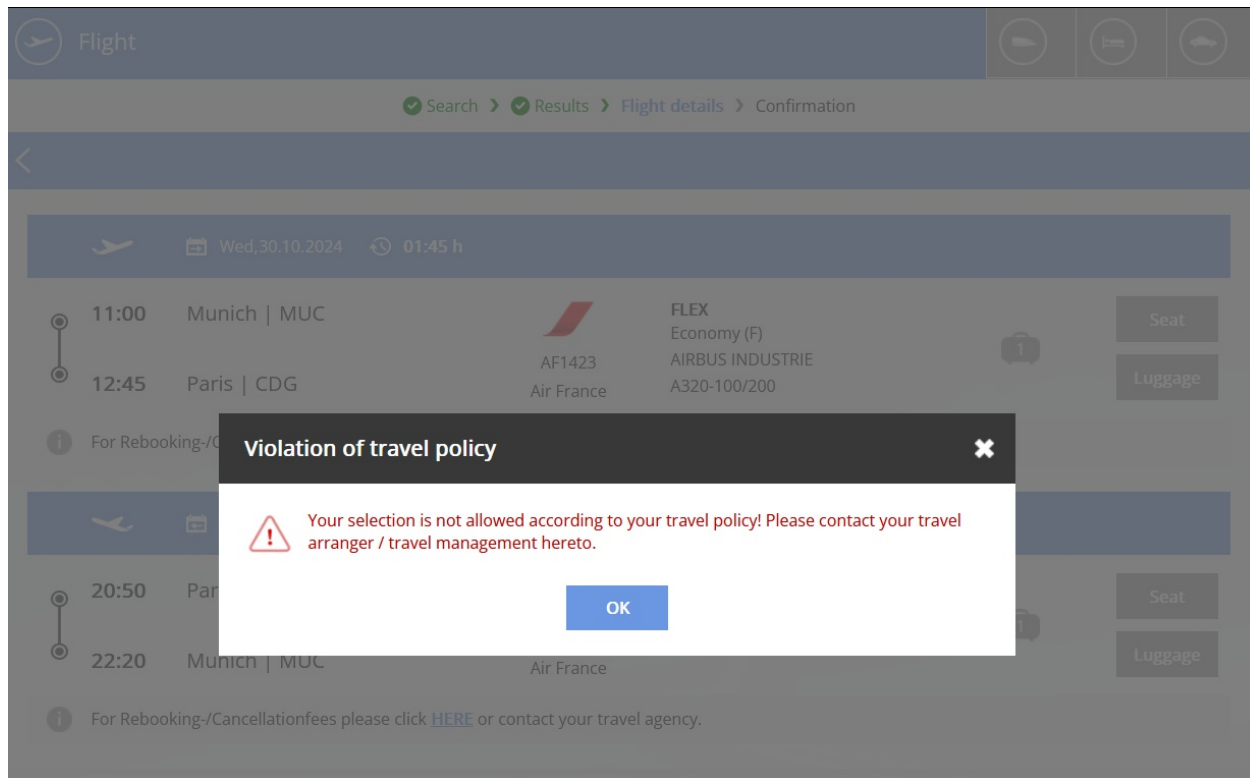 Flight
Search > Results > Flight details > Confirmation
Wed,30.10.2024 01:45 h
11:00 Munich | MUC
FLEX
Economy (F)
AIRBUS INDUSTRIE
A320-100/200
AF1423
Air France
1
Seat
Luggage
12:45 Paris | CDG
For Rebooking-/C
Violation of travel policy
Your selection is not allowed according to your travel policy! Please contact your travel
arranger / travel management hereto.
OK
20:50 Par
Seat
22:20 Munich | MUC
Air France
1
Luggage
For Rebooking-/Cancellationfees please click HERE or contact your travel agency.